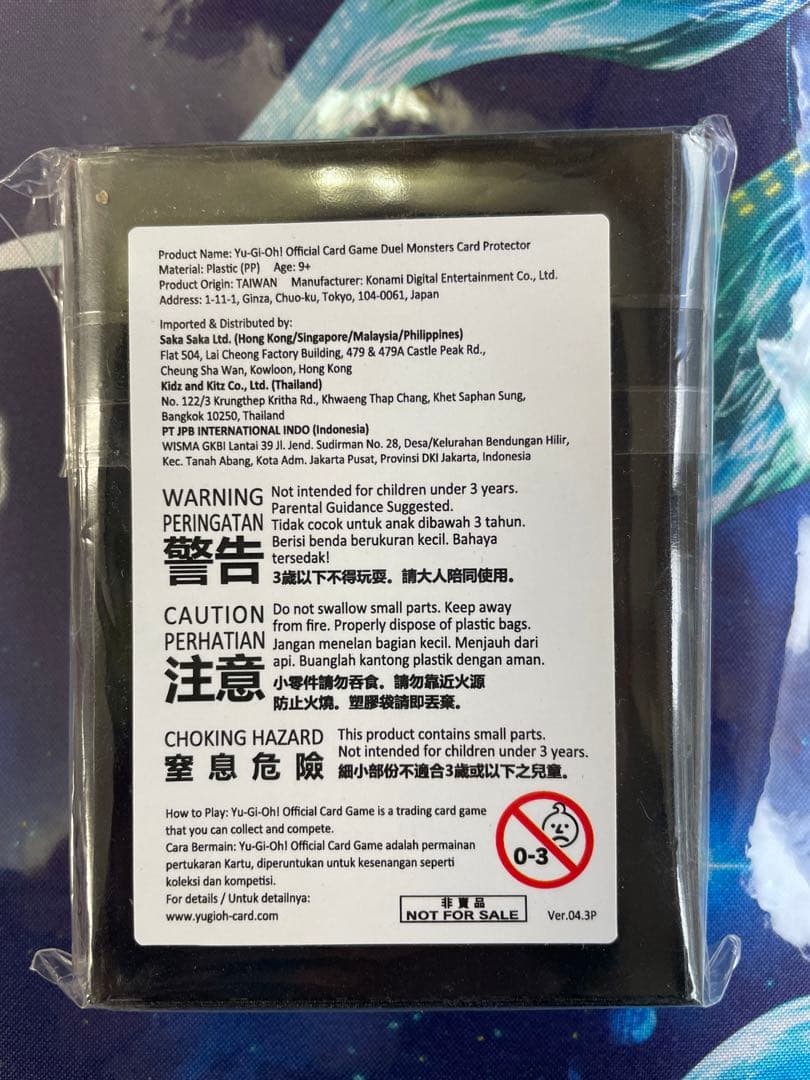 Product Name: Yu-Gi-Oh! Official Card Game Duel Monsters Card Protector
Material: Plastic (PP) Age: 9+
Product Origin: TAIWAN Manufacturer: Konami Digital Entertainment Co., Ltd.
Address: 1-11-1, Ginza, Chuo-ku, Tokyo, 104-0061, Japan
Imported & Distributed by:
Saka Saka Ltd. (Hong Kong/Singapore/Malaysia/Philippines)
Flat 504, Lai Cheong Factory Building, 479 & 479A Castle Peak Rd.,
Cheung Sha Wan, Kowloon, Hong Kong
Kidz and Kitz Co., Ltd. (Thailand)
No. 122/3 Krungthep Kritha Rd., Khwaeng Thap Chang, Khet Saphan Sung,
Bangkok 10250, Thailand
PT JPB INTERNATIONAL INDO (Indonesia)
WISMA GKBI Lantai 39 Jl. Jend. Sudirman No. 28, Desa/Kelurahan Bendungan Hilir,
Kec. Tanah Abang, Kota Adm. Jakarta Pusat, Provinsi DKI Jakarta, Indonesia
WARNING
PERINGATAN
警告
Not intended for children under 3 years.
Parental Guidance Suggested.
Tidak cocok untuk anak dibawah 3 tahun.
Berisi benda berukuran kecil. Bahaya
tersedak!
3歲以下不得玩耍。請大人陪同使用。
CAUTION
PERHATIAN
注意
Do not swallow small parts. Keep away
from fire. Properly dispose of plastic bags.
Jangan menelan bagian kecil. Menjauh dari
api. Buanglah kantong plastik dengan aman.
小零件請勿吞食。請勿靠近火源
防止火燒。塑膠袋請即丟棄。
CHOKING HAZARD
窒息危險
This product contains small parts.
Not intended for children under 3 years.
細小部份不適合3歲或以下之兒童。
How to Play: Yu-Gi-Oh! Official Card Game is a trading card game
that you can collect and compete.
Cara Bermain: Yu-Gi-Oh! Official Card Game adalah permainan
pertukaran Kartu, diperuntukan untuk kesenangan seperti
koleksi dan kompetisi.
For details / Untuk detailnya:
www.yugioh-card.com
0-3
非賣品
NOT FOR SALE
Ver.04.3P